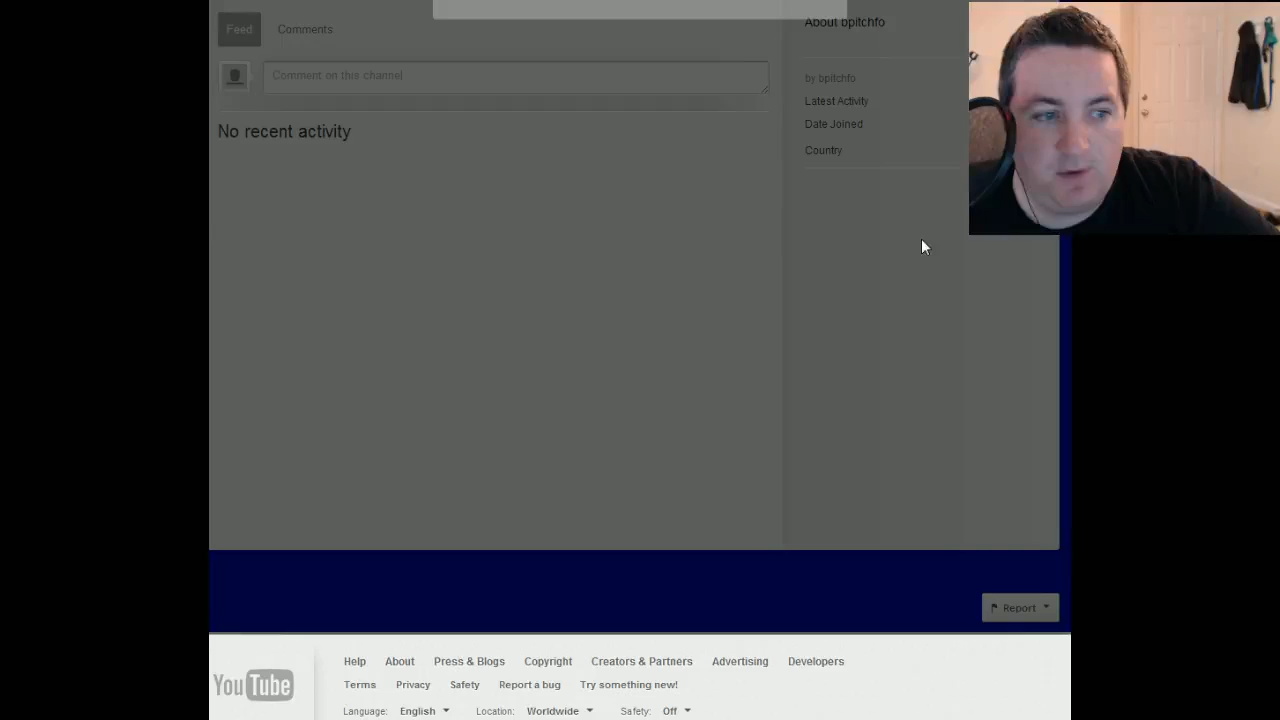 Feed Comments
Comment on this channel
No recent activity
About bpitchfo
by bpitchfo
Latest Activity
Date Joined
Country
Report
YouTube
Help About Press & Blogs Copyright Creators & Partners Advertising Developers
Terms Privacy Safety Report a bug Try something new!
Language: English Location: Worldwide Safety: Off